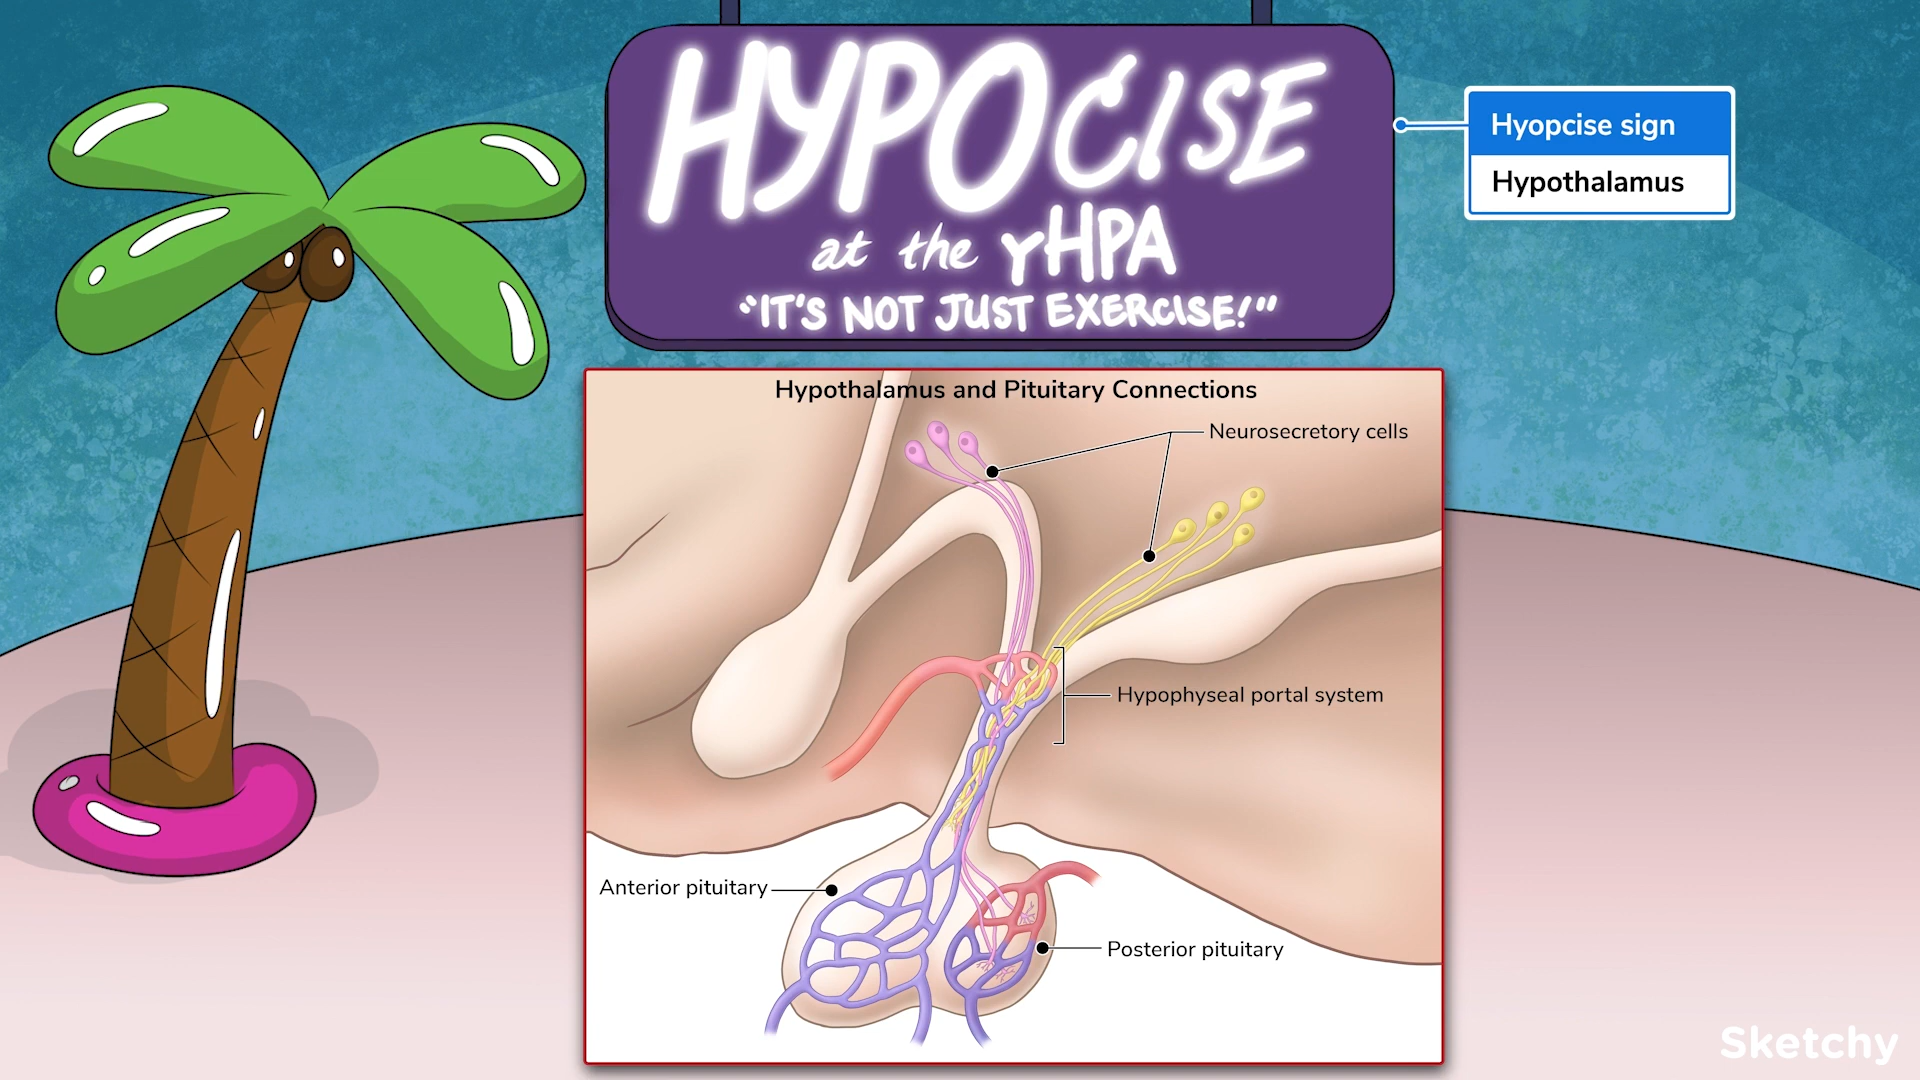 HYPOCISE
at the YHPA
"IT'S NOT JUST EXERCISE!"
Hyopcise sign
Hypothalamus
Hypothalamus and Pituitary Connections
Neurosecretory cells
Hypophyseal portal system
Anterior pituitary
Posterior pituitary
Sketchy